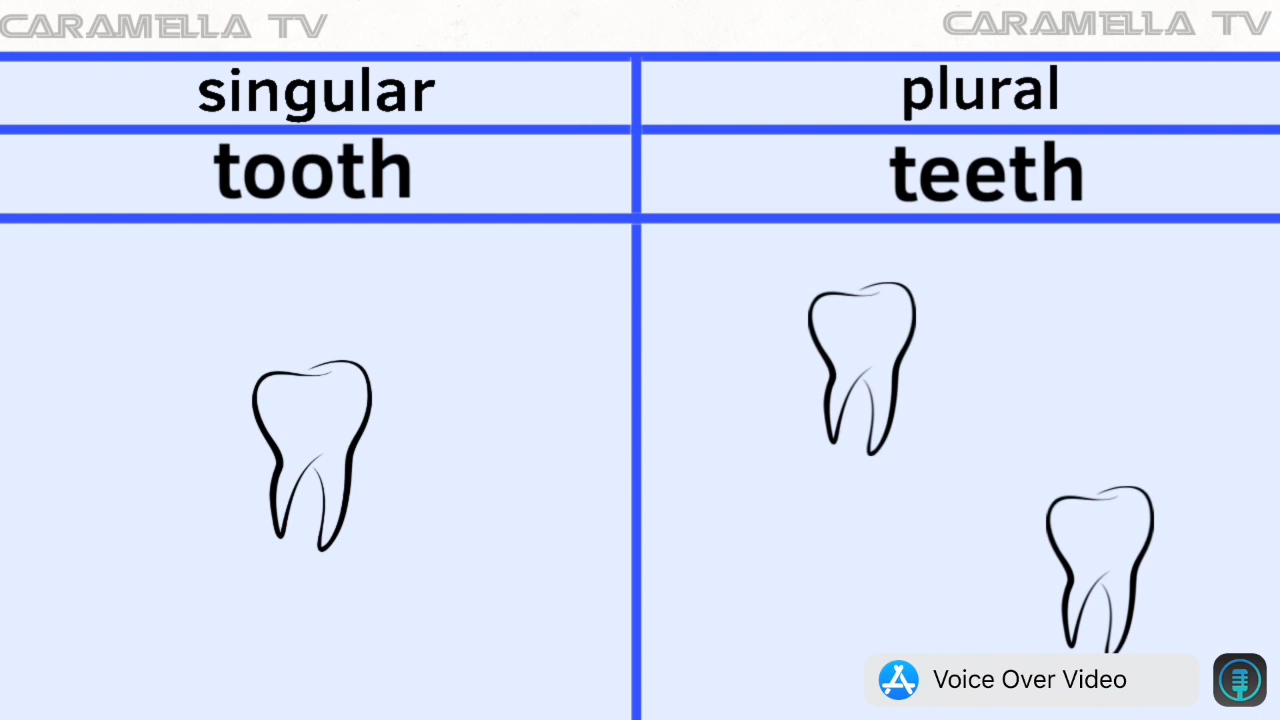 CARAMELLA TV CARAMELLA TV
singular plural
tooth teeth
Voice Over Video